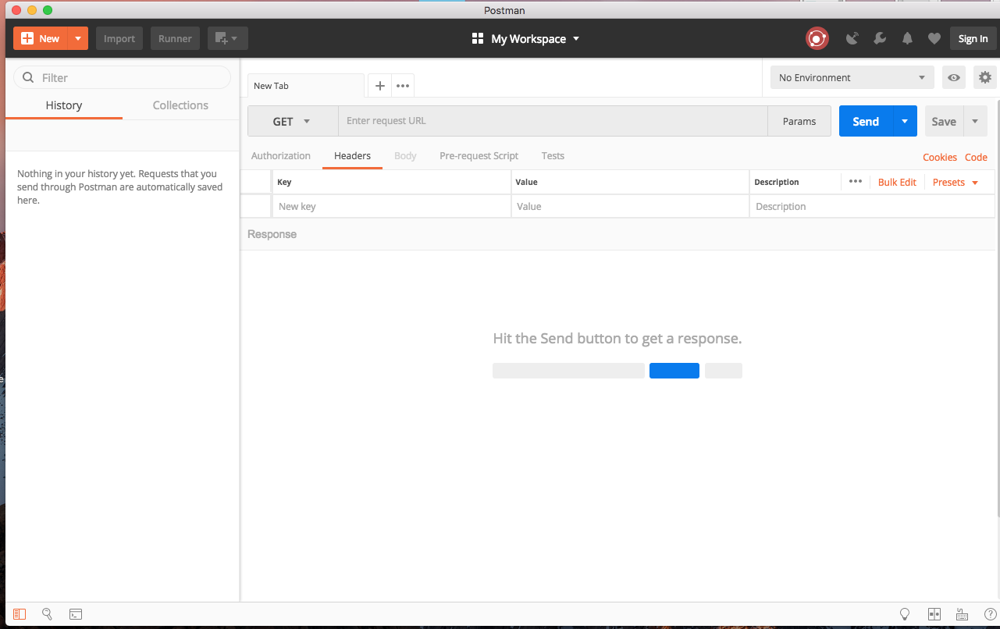 Postman
New
Import
Runner
My Workspace
Sign In
Filter
History
Collections
Nothing in your history yet. Requests that you
send through Postman are automatically saved
here.
New Tab
No Environment
GET
Enter request URL
Params
Send
Save
Authorization
Headers
Body
Pre-request Script
Tests
Cookies
Code
Key
Value
Description
Bulk Edit
Presets
New key
Value
Description
Response
Hit the Send button to get a response.